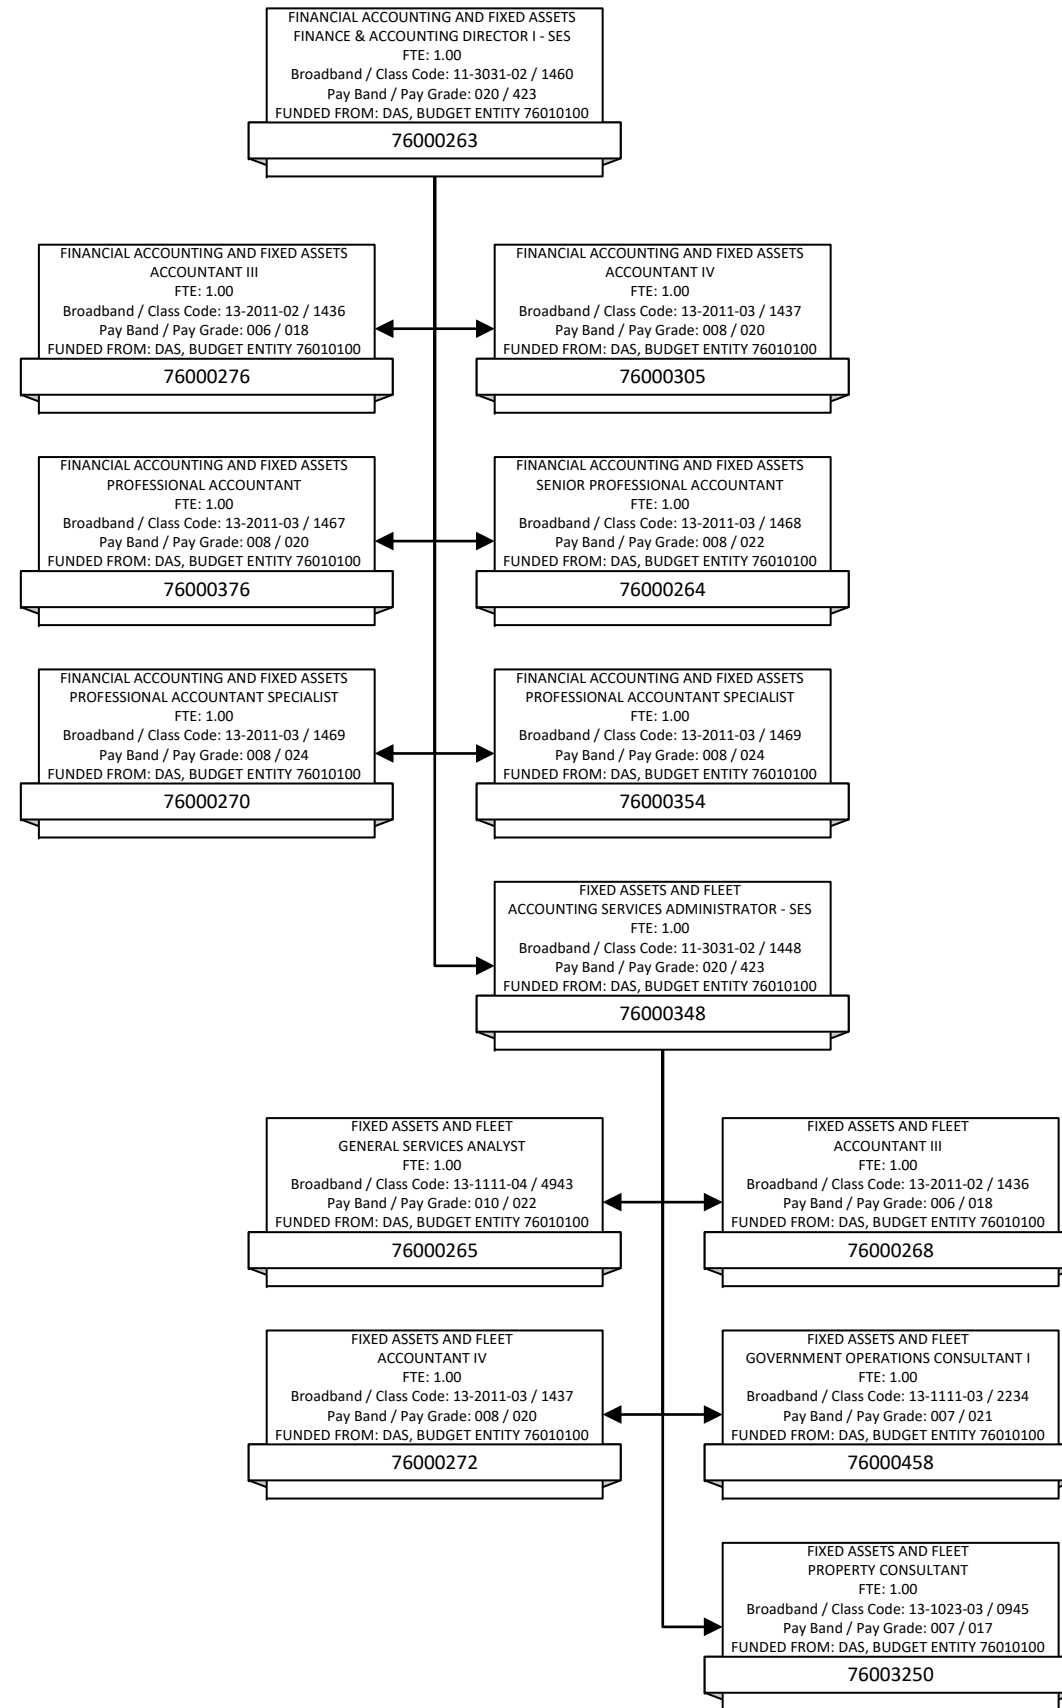 FINANCIAL ACCOUNTING AND FIXED ASSETS
FINANCE & ACCOUNTING DIRECTOR I - SES
FTE: 1.00
Broadband / Class Code: 11-3031-02 / 1460
Pay Band / Pay Grade: 020 / 423
FUNDED FROM: DAS, BUDGET ENTITY 76010100
76000263
FINANCIAL ACCOUNTING AND FIXED ASSETS
ACCOUNTANT III
FTE: 1.00
Broadband / Class Code: 13-2011-02 / 1436
Pay Band / Pay Grade: 006 / 018
FUNDED FROM: DAS, BUDGET ENTITY 76010100
76000276
FINANCIAL ACCOUNTING AND FIXED ASSETS
ACCOUNTANT IV
FTE: 1.00
Broadband / Class Code: 13-2011-03 / 1437
Pay Band / Pay Grade: 008 / 020
FUNDED FROM: DAS, BUDGET ENTITY 76010100
76000305
FINANCIAL ACCOUNTING AND FIXED ASSETS
PROFESSIONAL ACCOUNTANT
FTE: 1.00
Broadband / Class Code: 13-2011-03 / 1467
Pay Band / Pay Grade: 008 / 020
FUNDED FROM: DAS, BUDGET ENTITY 76010100
76000376
FINANCIAL ACCOUNTING AND FIXED ASSETS
SENIOR PROFESSIONAL ACCOUNTANT
FTE: 1.00
Broadband / Class Code: 13-2011-03 / 1468
Pay Band / Pay Grade: 008 / 022
FUNDED FROM: DAS, BUDGET ENTITY 76010100
76000264
FINANCIAL ACCOUNTING AND FIXED ASSETS
PROFESSIONAL ACCOUNTANT SPECIALIST
FTE: 1.00
Broadband / Class Code: 13-2011-03 / 1469
Pay Band / Pay Grade: 008 / 024
FUNDED FROM: DAS, BUDGET ENTITY 76010100
76000270
FINANCIAL ACCOUNTING AND FIXED ASSETS
PROFESSIONAL ACCOUNTANT SPECIALIST
FTE: 1.00
Broadband / Class Code: 13-2011-03 / 1469
Pay Band / Pay Grade: 008 / 024
FUNDED FROM: DAS, BUDGET ENTITY 76010100
76000354
FIXED ASSETS AND FLEET
ACCOUNTING SERVICES ADMINISTRATOR - SES
FTE: 1.00
Broadband / Class Code: 11-3031-02 / 1448
Pay Band / Pay Grade: 020 / 423
FUNDED FROM: DAS, BUDGET ENTITY 76010100
76000348
FIXED ASSETS AND FLEET
GENERAL SERVICES ANALYST
FTE: 1.00
Broadband / Class Code: 13-1111-04 / 4943
Pay Band / Pay Grade: 010 / 022
FUNDED FROM: DAS, BUDGET ENTITY 76010100
76000265
FIXED ASSETS AND FLEET
ACCOUNTANT III
FTE: 1.00
Broadband / Class Code: 13-2011-02 / 1436
Pay Band / Pay Grade: 006 / 018
FUNDED FROM: DAS, BUDGET ENTITY 76010100
76000268
FIXED ASSETS AND FLEET
ACCOUNTANT IV
FTE: 1.00
Broadband / Class Code: 13-2011-03 / 1437
Pay Band / Pay Grade: 008 / 020
FUNDED FROM: DAS, BUDGET ENTITY 76010100
76000272
FIXED ASSETS AND FLEET
GOVERNMENT OPERATIONS CONSULTANT I
FTE: 1.00
Broadband / Class Code: 13-1111-03 / 2234
Pay Band / Pay Grade: 007 / 021
FUNDED FROM: DAS, BUDGET ENTITY 76010100
76000458
FIXED ASSETS AND FLEET
PROPERTY CONSULTANT
FTE: 1.00
Broadband / Class Code: 13-1023-03 / 0945
Pay Band / Pay Grade: 007 / 017
FUNDED FROM: DAS, BUDGET ENTITY 76010100
76003250